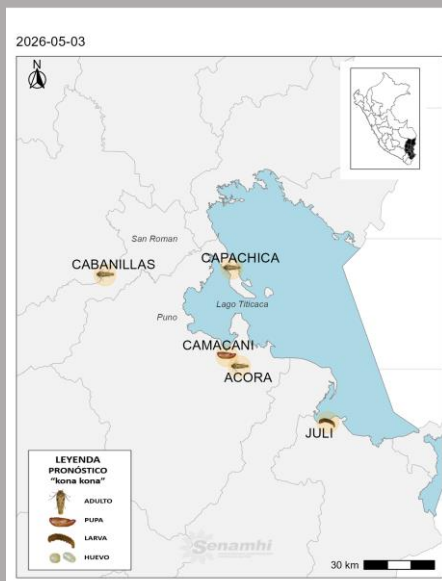 2026-05-03
N
San Roman
CABANILLAS
CAPACHICA
Lago Titicaca
Puno
CAMACANI
ACORA
JULI
LEYENDA
PRONÓSTICO
"kona kona"
ADULTO
PUPA
LARVA
HUEVO
Senamhi
30 km